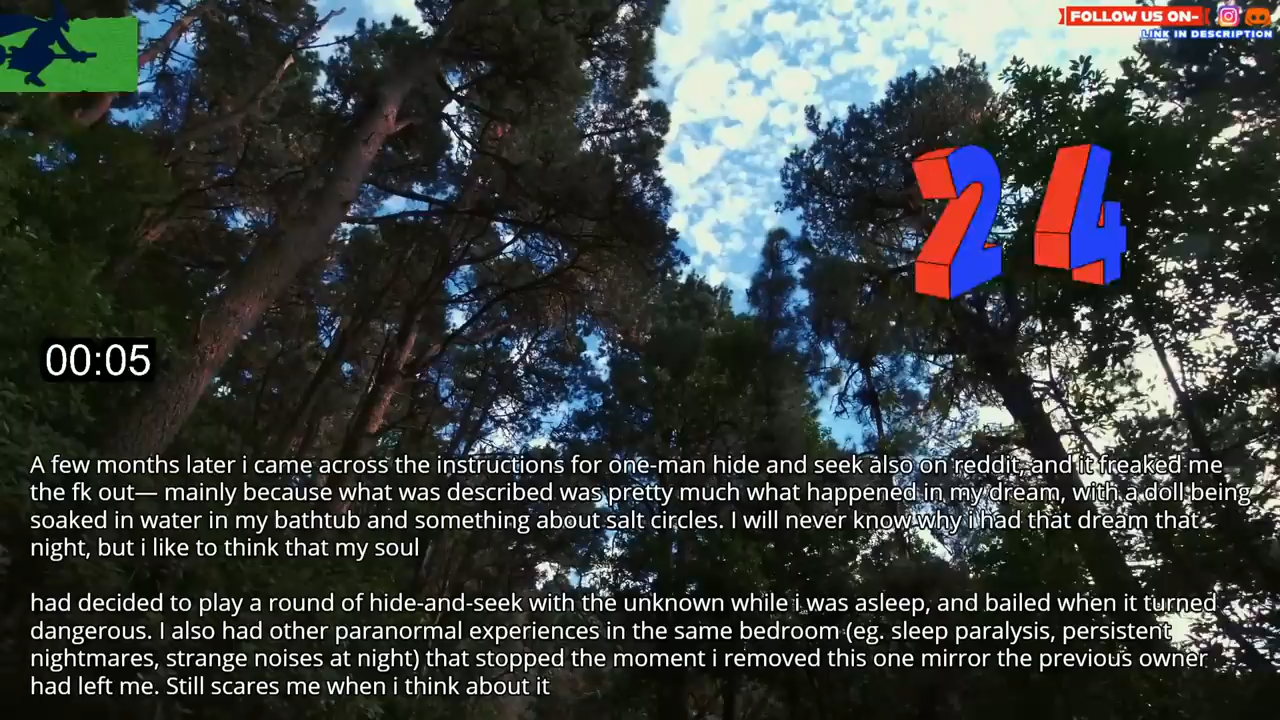 FOLLOW US ON-
LINK IN DESCRIPTION
24
00:05
A few months later i came across the instructions for one-man hide and seek also on reddit, and it freaked me
the fk out— mainly because what was described was pretty much what happened in my dream, with a doll being
soaked in water in my bathtub and something about salt circles. I will never know why i had that dream that
night, but i like to think that my soul
had decided to play a round of hide-and-seek with the unknown while i was asleep, and bailed when it turned
dangerous. I also had other paranormal experiences in the same bedroom (eg. sleep paralysis, persistent
nightmares, strange noises at night) that stopped the moment i removed this one mirror the previous owner
had left me. Still scares me when i think about it